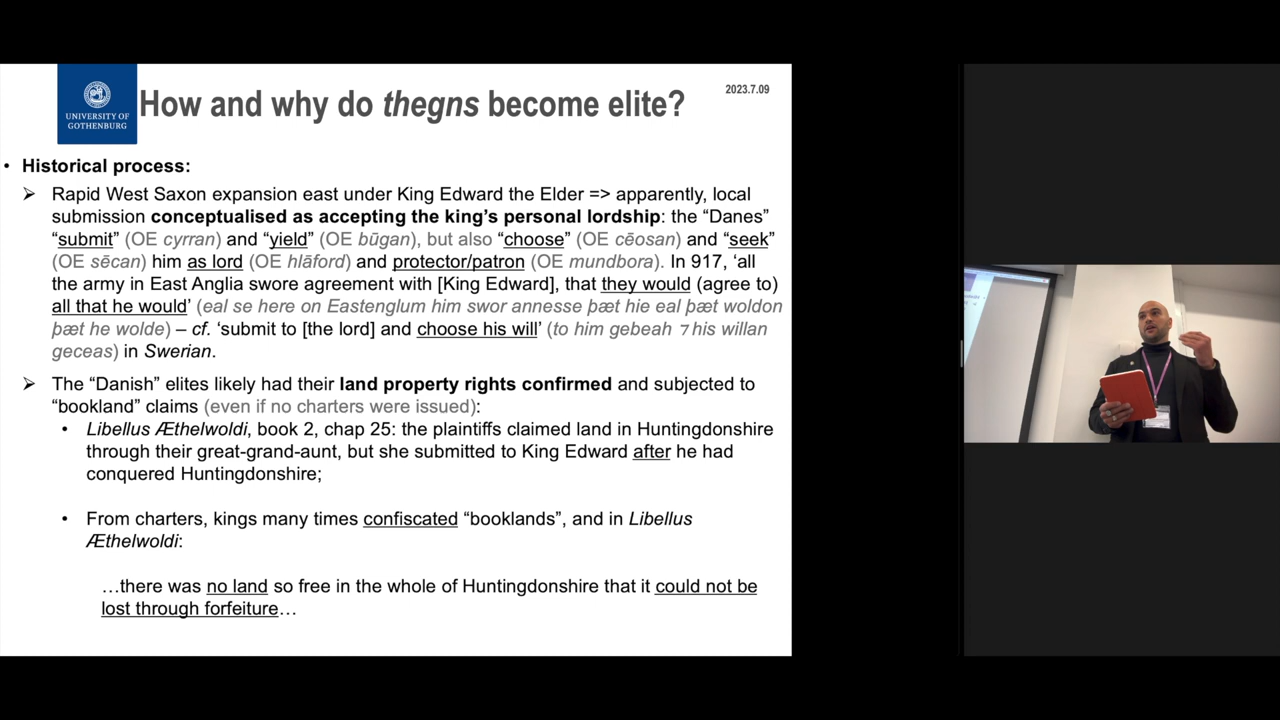 UNIVERSITY OF
GOTHENBURG
How and why do thegns become elite?
2023.7.09
• Historical process:
➢ Rapid West Saxon expansion east under King Edward the Elder => apparently, local
submission conceptualised as accepting the king's personal lordship: the “Danes”
“submit” (OE cyrran) and “yield” (OE būgan), but also “choose” (OE cēosan) and “seek”
(OE sēcan) him as lord (OE hlāford) and protector/patron (OE mundbora). In 917, ‘all
the army in East Anglia swore agreement with [King Edward], that they would (agree to)
all that he would’ (eal se here on Eastenglum him swor annesse þæt hie eal þæt woldon
þæt he wolde) – cf. ‘submit to [the lord] and choose his will’ (to him gebeah ⁊ his willan
geceas) in Swerian.
➢ The “Danish” elites likely had their land property rights confirmed and subjected to
“bookland” claims (even if no charters were issued):
• Libellus Æthelwoldi, book 2, chap 25: the plaintiffs claimed land in Huntingdonshire
through their great-grand-aunt, but she submitted to King Edward after he had
conquered Huntingdonshire;
• From charters, kings many times confiscated “booklands”, and in Libellus
Æthelwoldi:
…there was no land so free in the whole of Huntingdonshire that it could not be
lost through forfeiture…